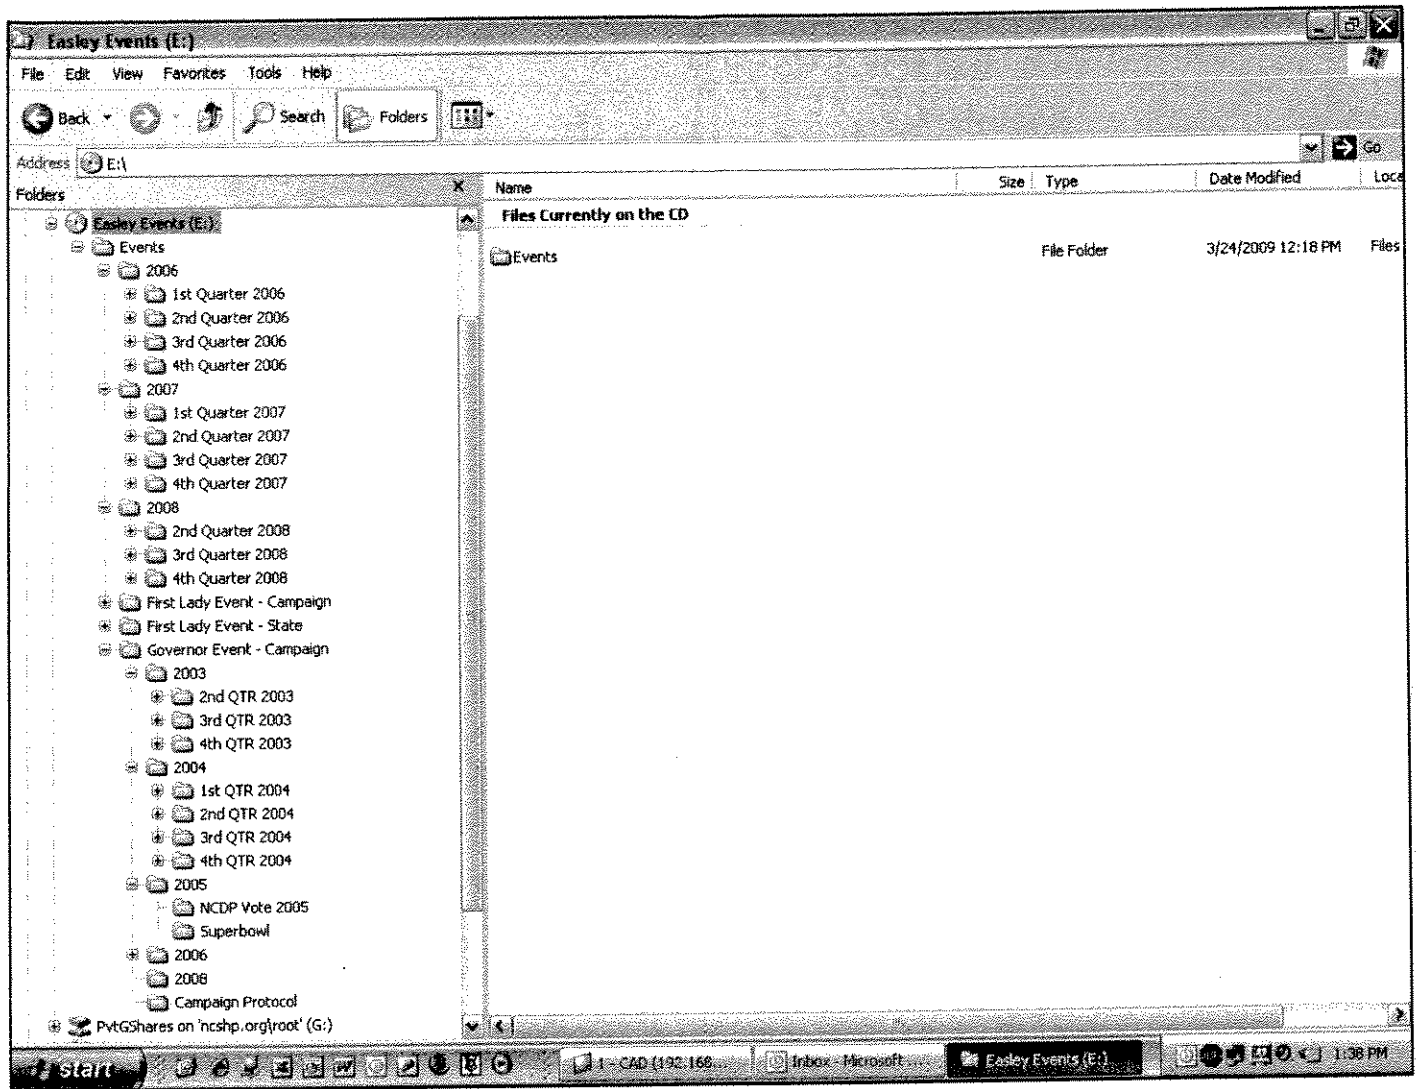 Easley Events (E:)
File Edit View Favorites Tools Help
Back Search Folders
Address E:\ Go
Folders
Name Size Type Date Modified Loca
Files Currently on the CD
Events File Folder 3/24/2009 12:18 PM Files
Easley Events (E:)
Events
2006
1st Quarter 2006
2nd Quarter 2006
3rd Quarter 2006
4th Quarter 2006
2007
1st Quarter 2007
2nd Quarter 2007
3rd Quarter 2007
4th Quarter 2007
2008
2nd Quarter 2008
3rd Quarter 2008
4th Quarter 2008
First Lady Event - Campaign
First Lady Event - State
Governor Event - Campaign
2003
2nd QTR 2003
3rd QTR 2003
4th QTR 2003
2004
1st QTR 2004
2nd QTR 2004
3rd QTR 2004
4th QTR 2004
2005
NCDP Vote 2005
Superbowl
2006
2008
Campaign Protocol
PvtGShares on 'ncshp.org\root' (G:)
start 1 - CAD (192.168... Inbox - Microsoft ... Easley Events (E:) 1:38 PM